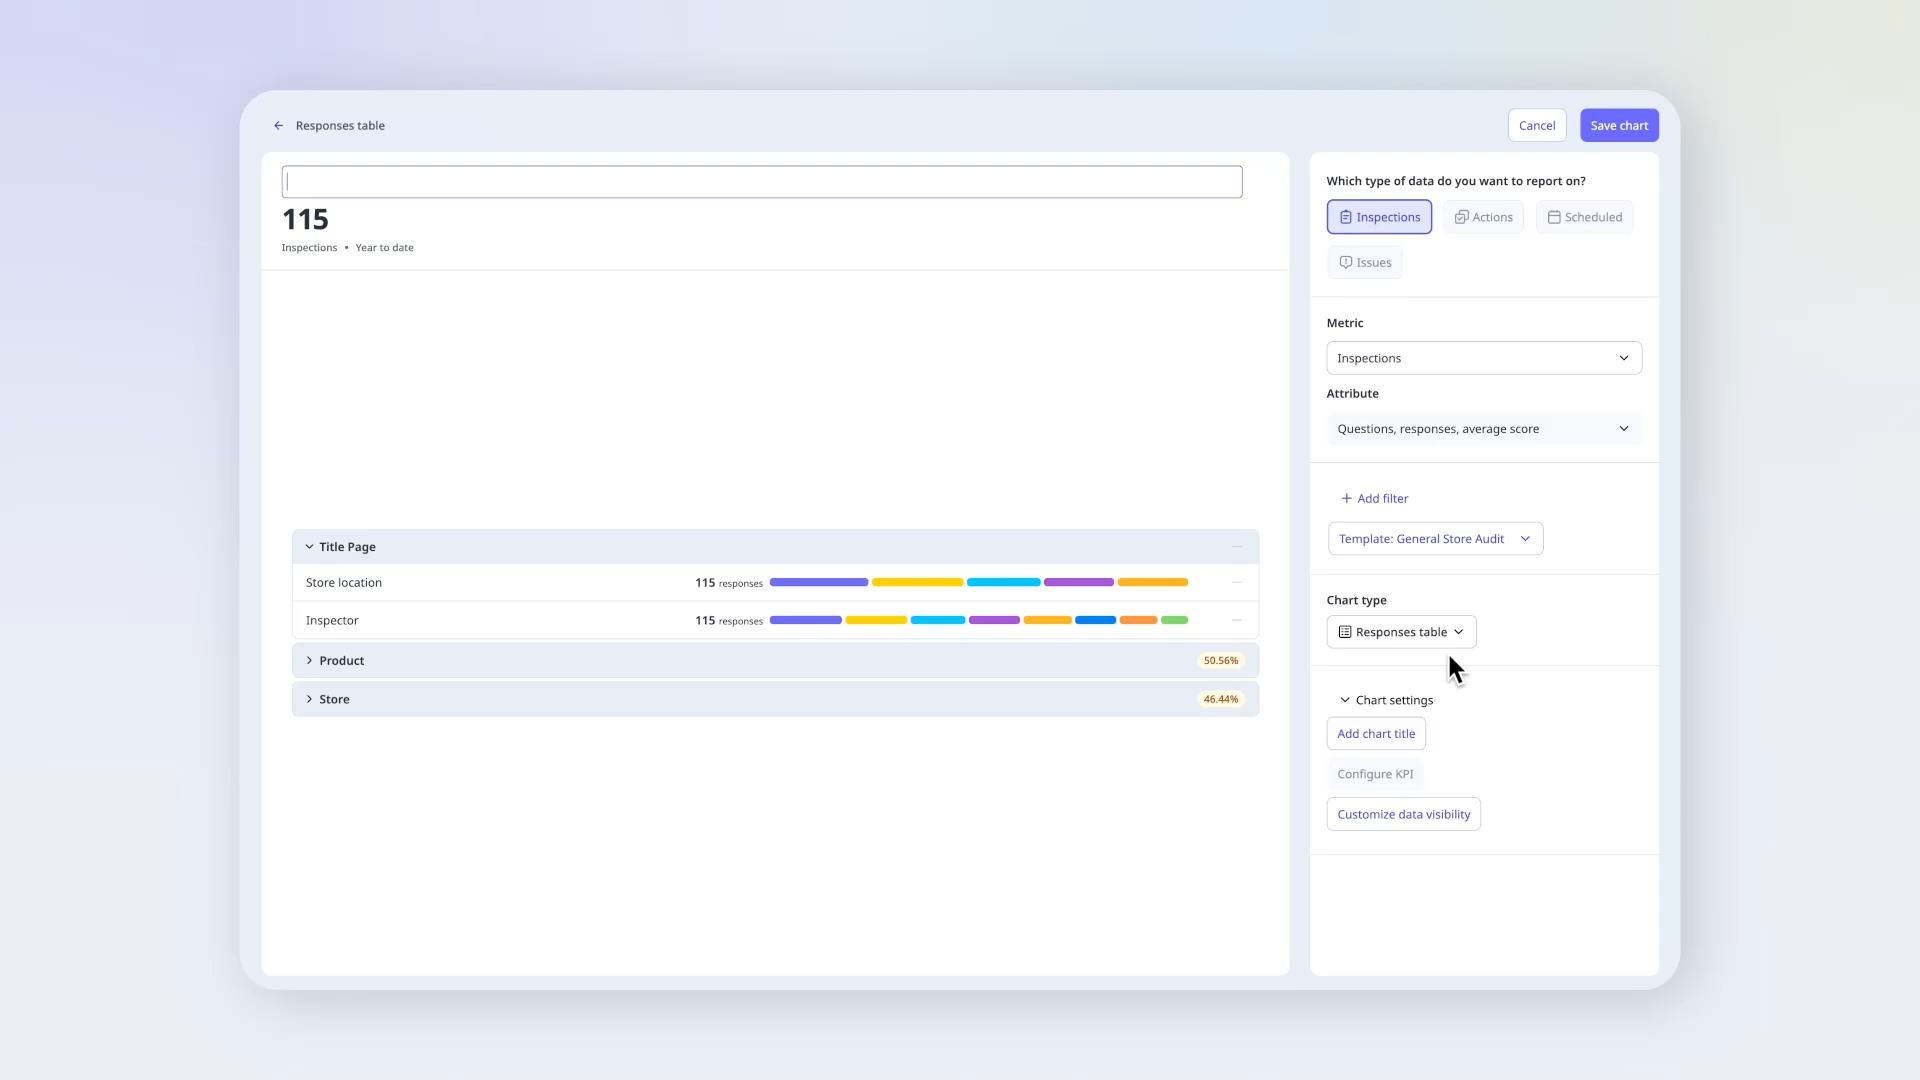 Responses table
Cancel
Save chart
115
Inspections • Year to date
Title Page
Store location 115 responses
Inspector 115 responses
Product 50.56%
Store 46.44%
Which type of data do you want to report on?
Inspections Actions Scheduled
Issues
Metric
Inspections
Attribute
Questions, responses, average score
+ Add filter
Template: General Store Audit
Chart type
Responses table
Chart settings
Add chart title
Configure KPI
Customize data visibility